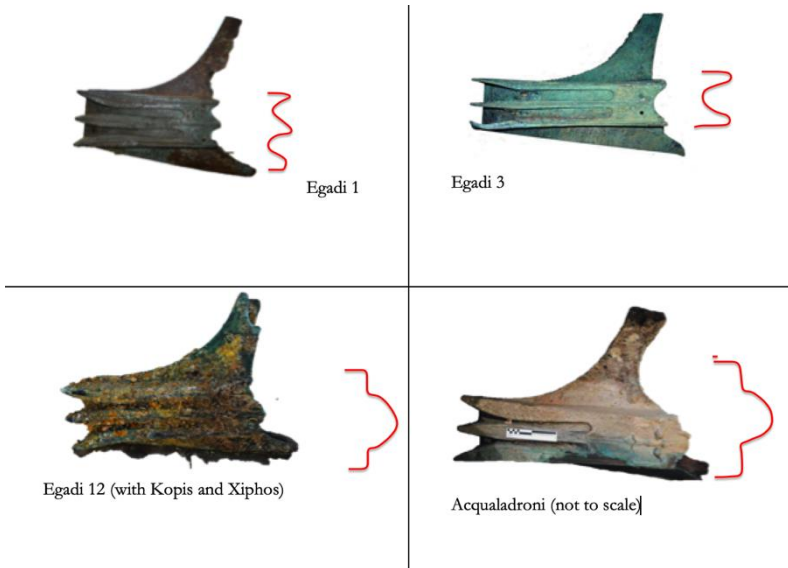 Egadi 1
Egadi 3
Egadi 12 (with Kopis and Xiphos)
Acqualadroni (not to scale)